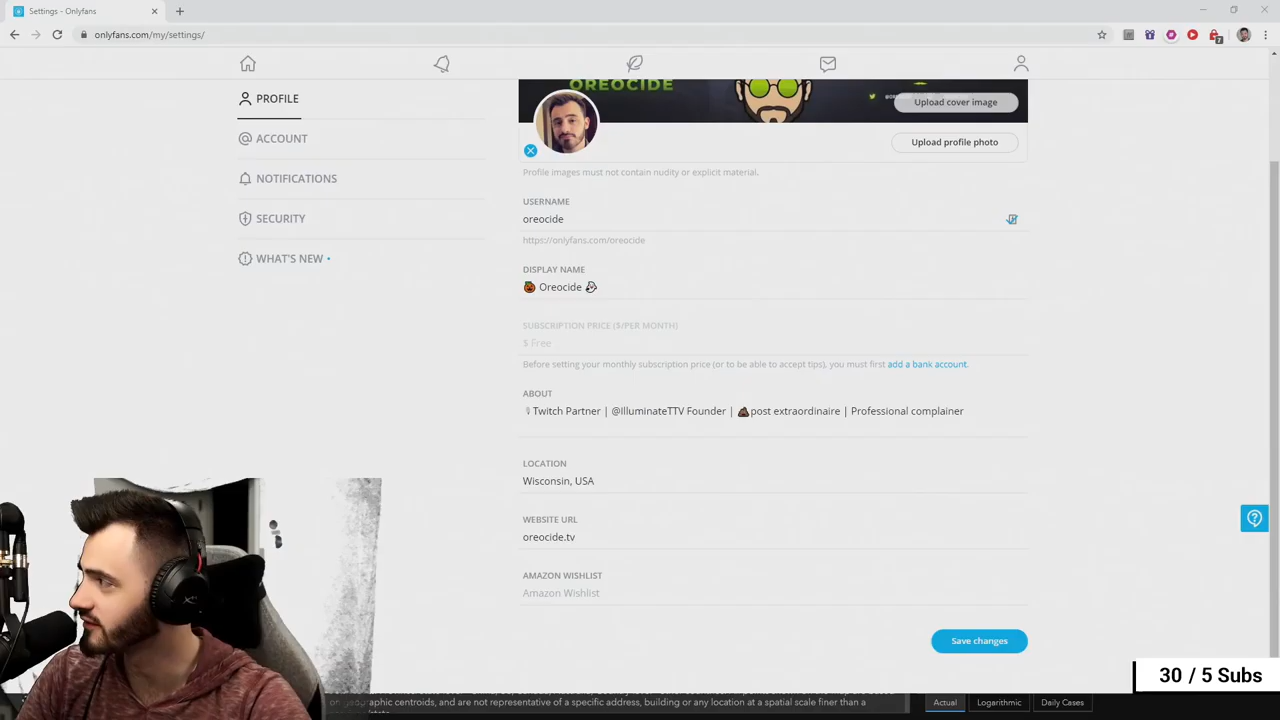 Settings - Onlyfans
onlyfans.com/my/settings/
7
PROFILE
ACCOUNT
NOTIFICATIONS
SECURITY
WHAT'S NEW
OREOCIDE
Upload cover image
Upload profile photo
Profile images must not contain nudity or explicit material.
USERNAME
oreocide
https://onlyfans.com/oreocide
DISPLAY NAME
🎃 Oreocide 👻
SUBSCRIPTION PRICE ($/PER MONTH)
$ Free
Before setting your monthly subscription price (or to be able to accept tips), you must first add a bank account.
ABOUT
🎙Twitch Partner | @IlluminateTTV Founder | 💩post extraordinaire | Professional complainer
LOCATION
Wisconsin, USA
WEBSITE URL
oreocide.tv
AMAZON WISHLIST
Amazon Wishlist
Save changes
30 / 5 Subs
on geographic centroids, and are not representative of a specific address, building or any location at a spatial scale finer than a
Actual
Logarithmic
Daily Cases